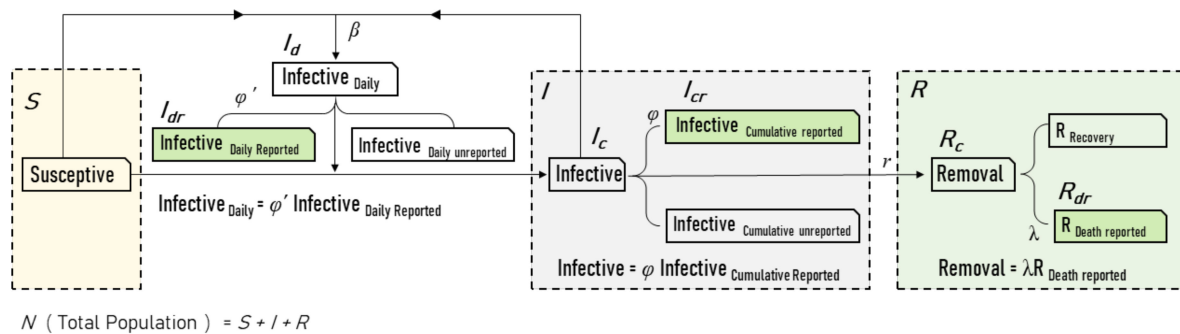 β
I_d
Infective Daily
S
φ'
I_dr
Infective Daily Reported
Infective Daily unreported
Susceptive
Infective Daily = φ' Infective Daily Reported
I
I_cr
φ
Infective Cumulative reported
I_c
Infective
Infective Cumulative unreported
Infective = φ Infective Cumulative Reported
r
R
R Recovery
R_c
Removal
R_dr
λ
R Death reported
Removal = λR Death reported
N ( Total Population ) = S + I + R